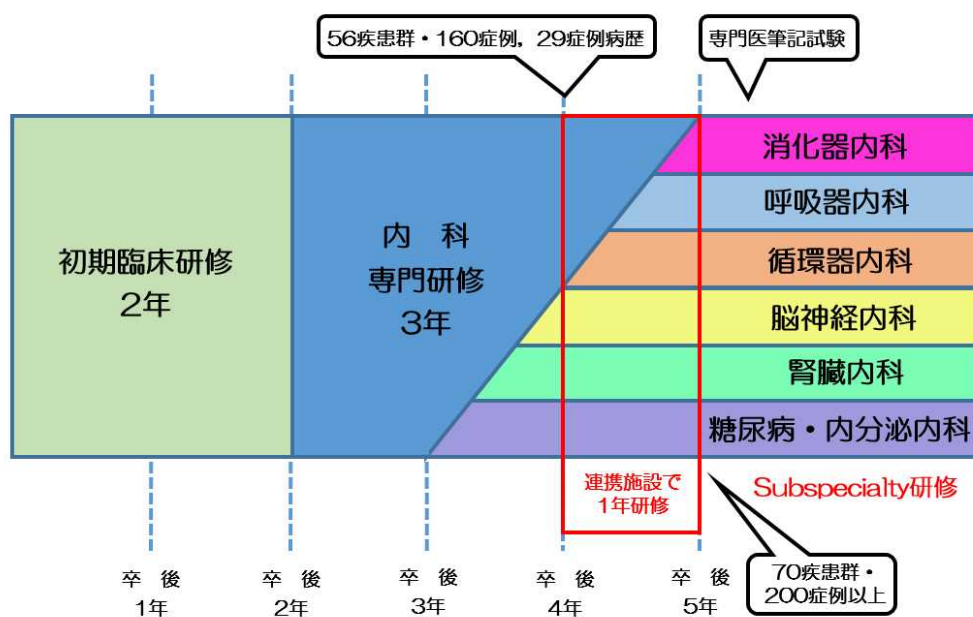 56疾患群・160症例，29症例病歴
専門医筆記試験
初期臨床研修
2年
内　科
専門研修
3年
消化器内科
呼吸器内科
循環器内科
脳神経内科
腎臓内科
糖尿病・内分泌内科
連携施設で
1年研修
Subspecialty研修
70疾患群・
200症例以上
卒　後
1年
卒　後
2年
卒　後
3年
卒　後
4年
卒　後
5年